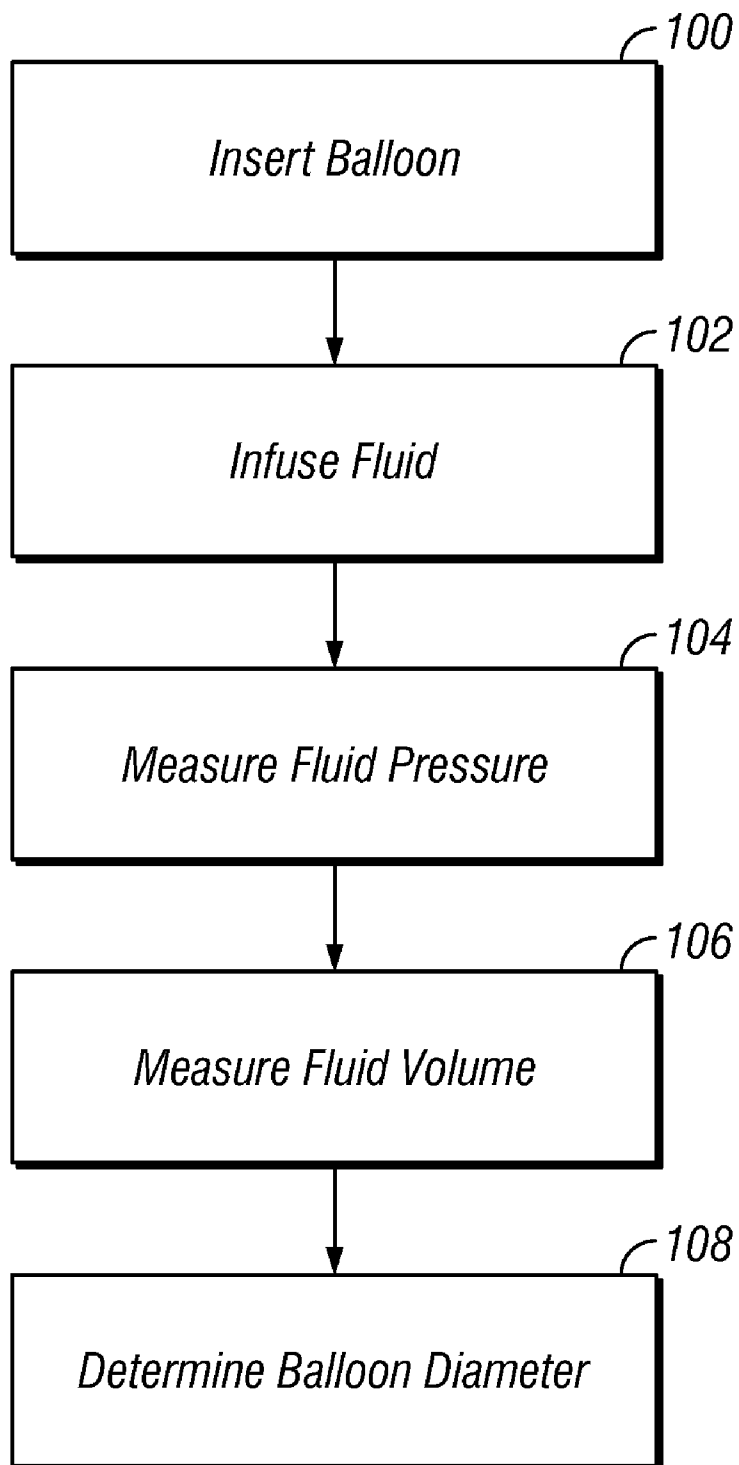 100
Insert Balloon
102
Infuse Fluid
104
Measure Fluid Pressure
106
Measure Fluid Volume
108
Determine Balloon Diameter